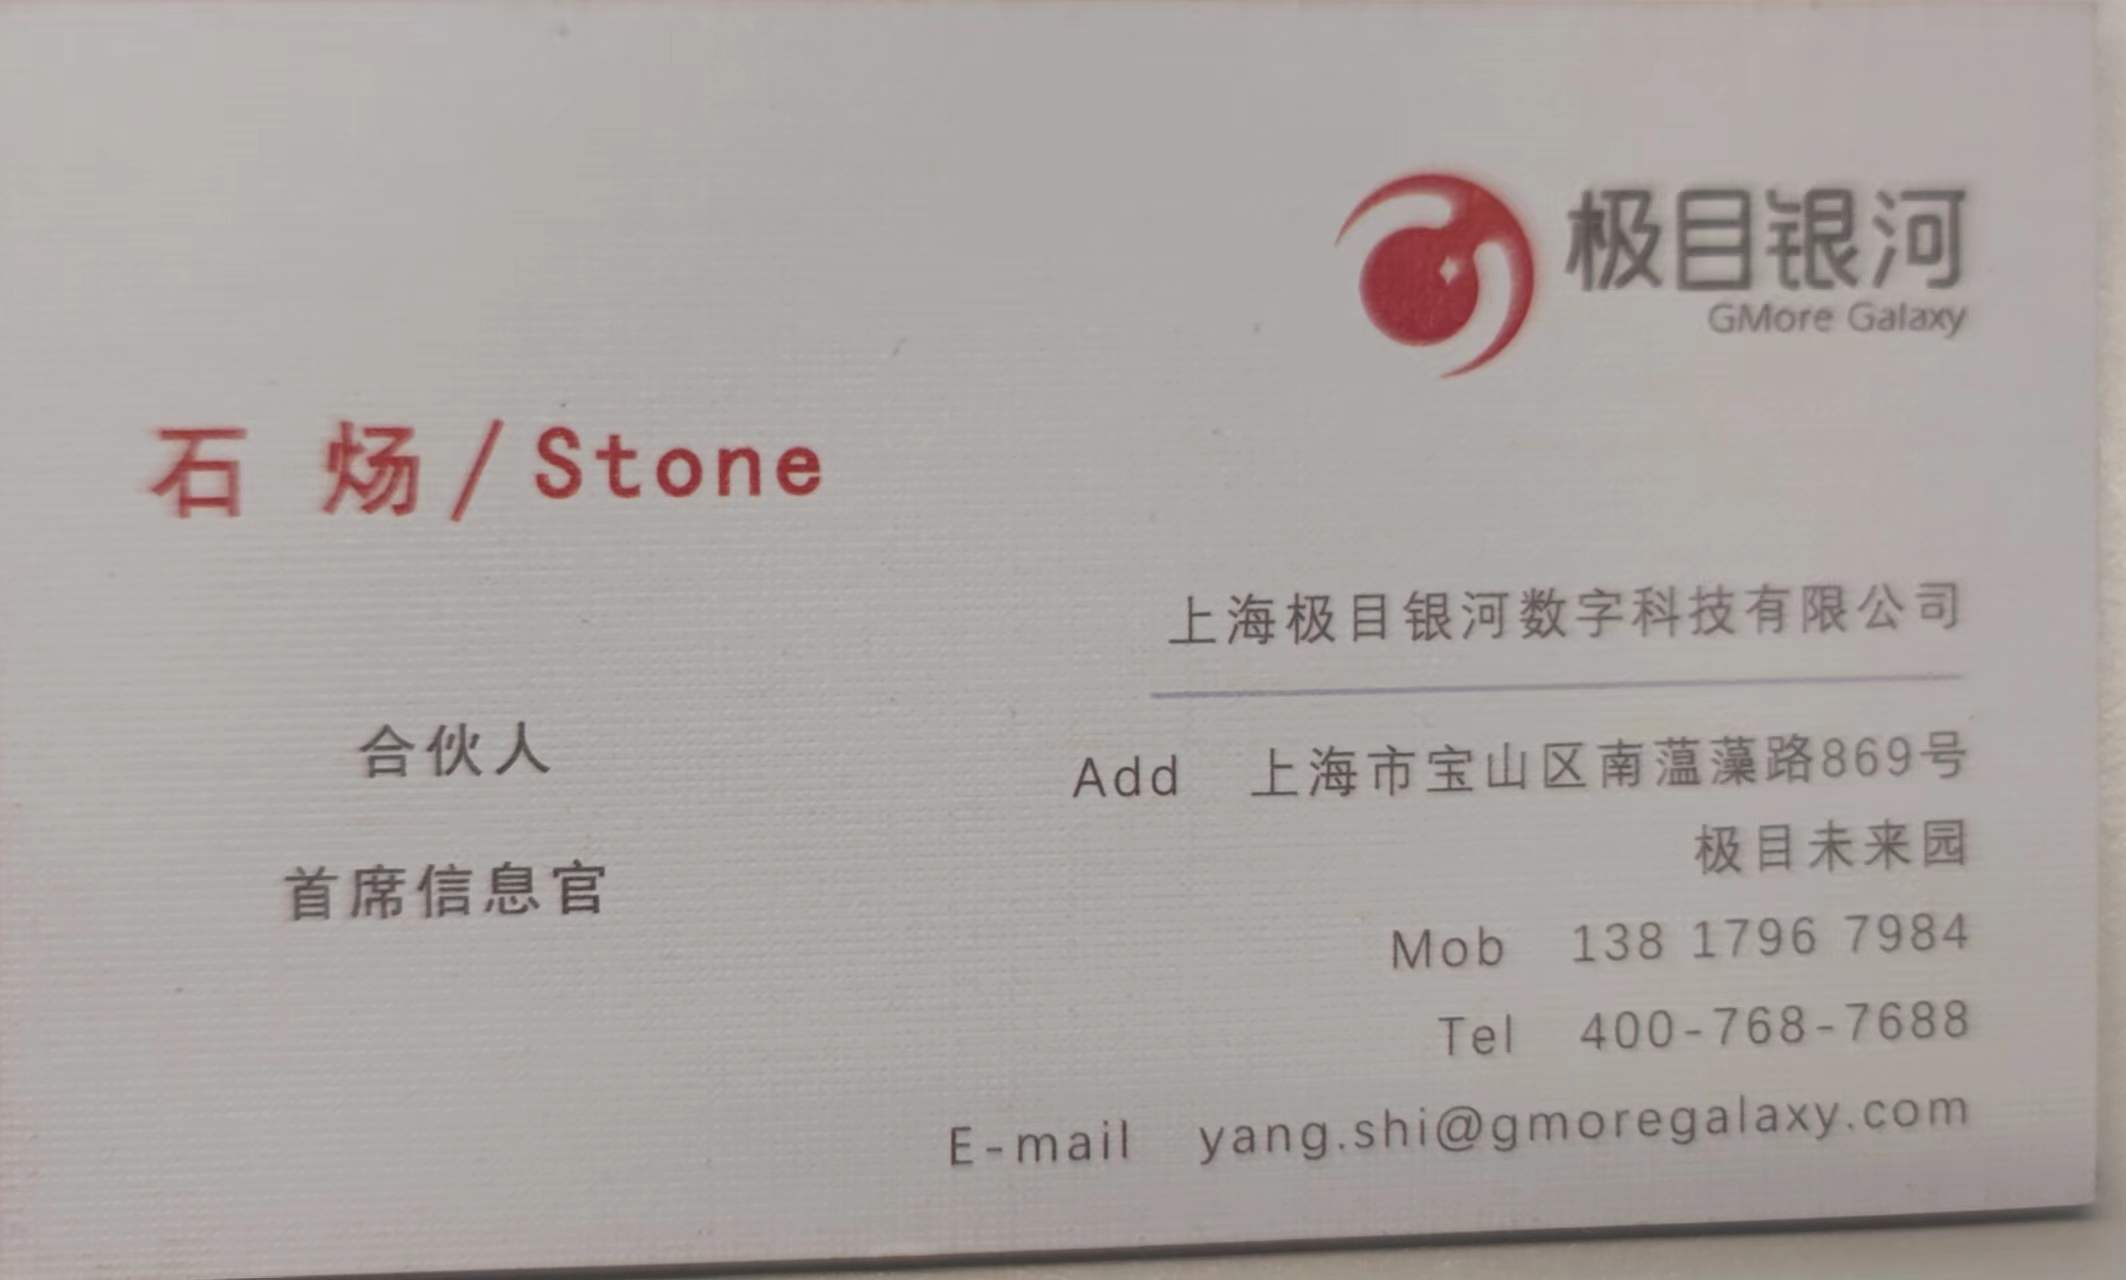 极目银河
GMore Galaxy
石 炀/Stone
合伙人
首席信息官
上海极目银河数字科技有限公司
Add 上海市宝山区南蕰藻路869号
极目未来园
Mob 138 1796 7984
Tel 400-768-7688
E-mail yang.shi@gmoregalaxy.com